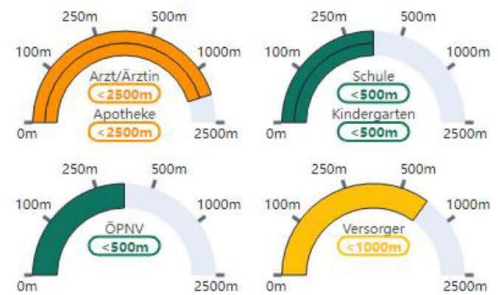 250m 500m
100m 1000m
Arzt/Ärztin
<2500m
Apotheke
<2500m
0m 2500m
250m 500m
100m 1000m
Schule
<500m
Kindergarten
<500m
0m 2500m
250m 500m
100m 1000m
ÖPNV
<500m
0m 2500m
250m 500m
100m 1000m
Versorger
<1000m
0m 2500m